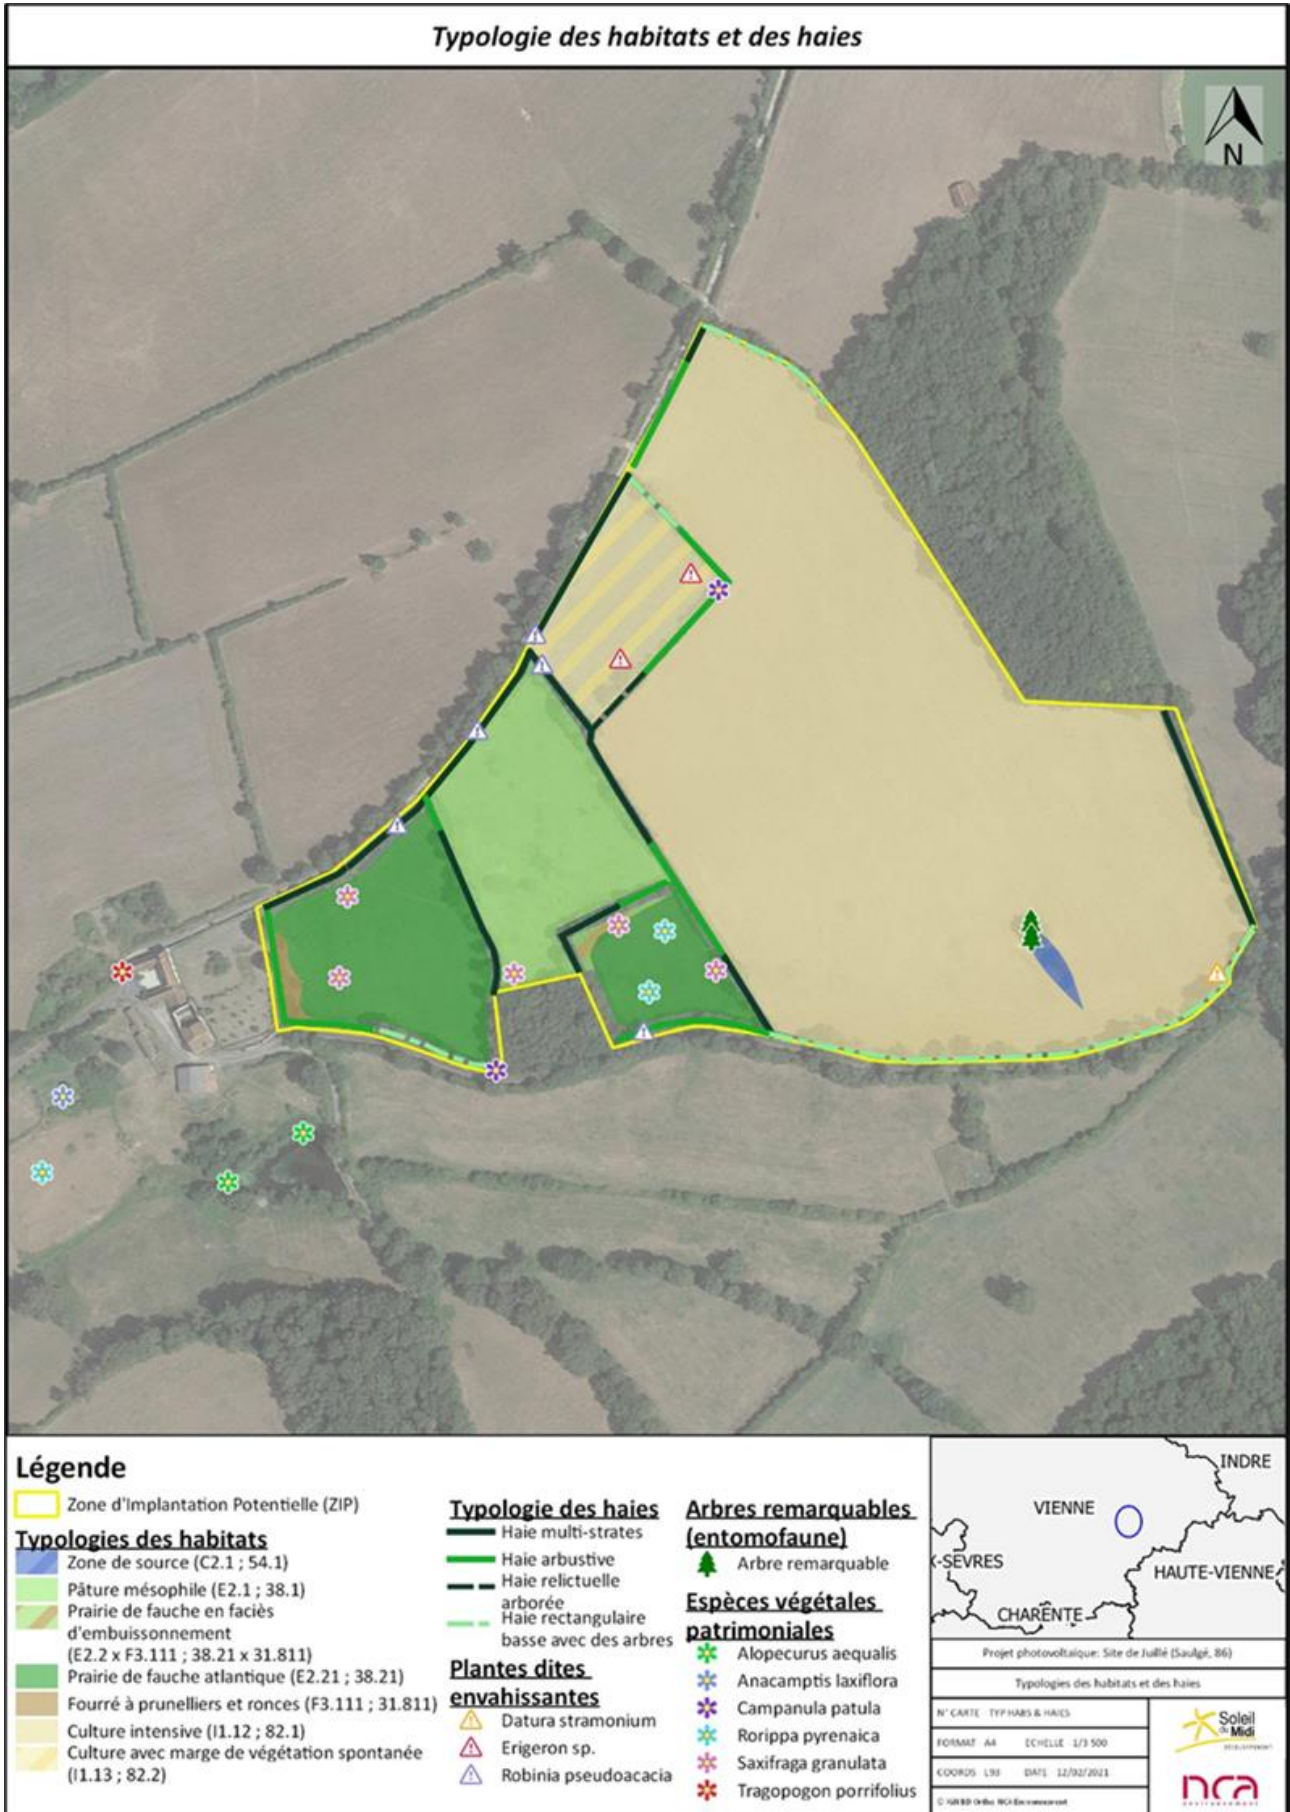 Typologie des habitats et des haies
N
Légende
Zone d'Implantation Potentielle (ZIP)
Typologies des habitats
Zone de source (C2.1 ; 54.1)
Pâture mésophile (E2.1 ; 38.1)
Prairie de fauche en faciès
d'embuissonnement
(E2.2 x F3.111 ; 38.21 x 31.811)
Prairie de fauche atlantique (E2.21 ; 38.21)
Fourré à prunelliers et ronces (F3.111 ; 31.811)
Culture intensive (I1.12 ; 82.1)
Culture avec marge de végétation spontanée
(I1.13 ; 82.2)
Typologie des haies
Haie multi-strates
Haie arbustive
Haie relictuelle
arborée
Haie rectangulaire
basse avec des arbres
Plantes dites
envahissantes
Datura stramonium
Erigeron sp.
Robinia pseudoacacia
Arbres remarquables
(entomofaune)
Arbre remarquable
Espèces végétales
patrimoniales
Alopecurus aequalis
Anacamptis laxiflora
Campanula patula
Rorippa pyrenaica
Saxifraga granulata
Tragopogon porrifolius
INDRE
VIENNE
X-SEVRES
HAUTE-VIENNE
CHARENTE
Projet photovoltaïque: Site de Juillé (Saulgé, 86)
Typologies des habitats et des haies
N° CARTE TYP HABS & HAIES
FORMAT A4 ECHELLE 1/3 500
COORDS L93 DATE 12/02/2021
Soleil
du Midi
DÉVELOPPEMENT
nca
environnement